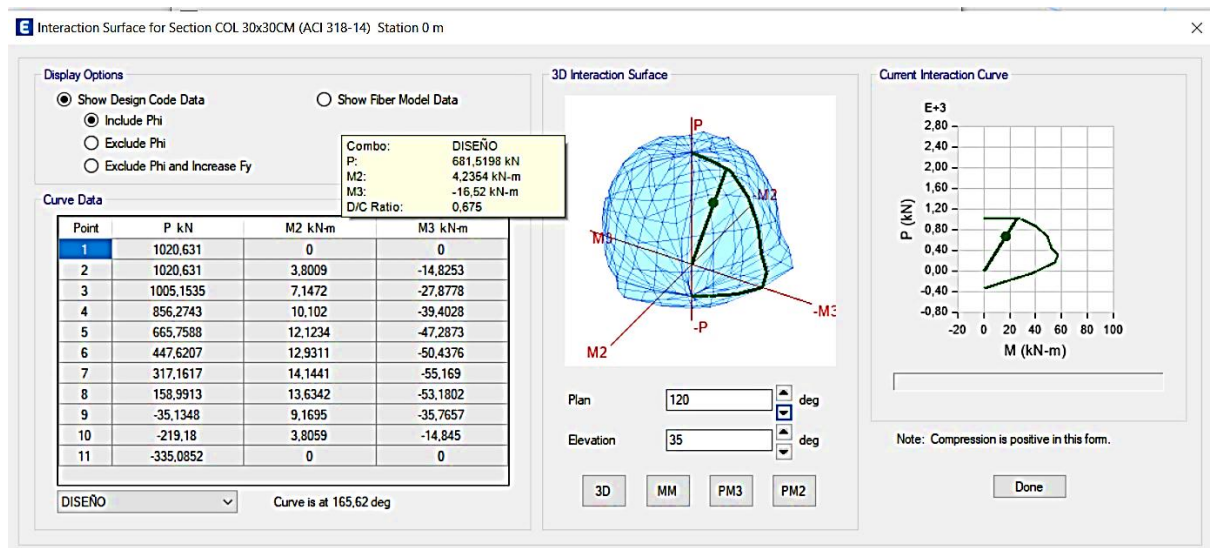 E Interaction Surface for Section COL 30x30CM (ACI 318-14) Station 0 m
Display Options
Show Design Code Data Show Fiber Model Data
Include Phi
Exclude Phi
Exclude Phi and Increase Fy
Combo: DISEÑO
P: 681,5198 kN
M2: 4,2354 kN-m
M3: -16,52 kN-m
D/C Ratio: 0,675
Curve Data
Point P kN M2 kN-m M3 kN-m
1 1020,631 0 0
2 1020,631 3,8009 -14,8253
3 1005,1535 7,1472 -27,8778
4 856,2743 10,102 -39,4028
5 665,7588 12,1234 -47,2873
6 447,6207 12,9311 -50,4376
7 317,1617 14,1441 -55,169
8 158,9913 13,6342 -53,1802
9 -35,1348 9,1695 -35,7657
10 -219,18 3,8059 -14,845
11 -335,0852 0 0
DISEÑO Curve is at 165,62 deg
3D Interaction Surface
P
-M2
M3
-M3
-P
M2
Plan 120 deg
Elevation 35 deg
3D MM PM3 PM2
Current Interaction Curve
E+3
2,80
2,40
2,00
1,60
1,20
0,80
0,40
0,00
-0,40
-0,80
P (kN)
-20 0 20 40 60 80 100
M (kN-m)
Note: Compression is positive in this form.
Done